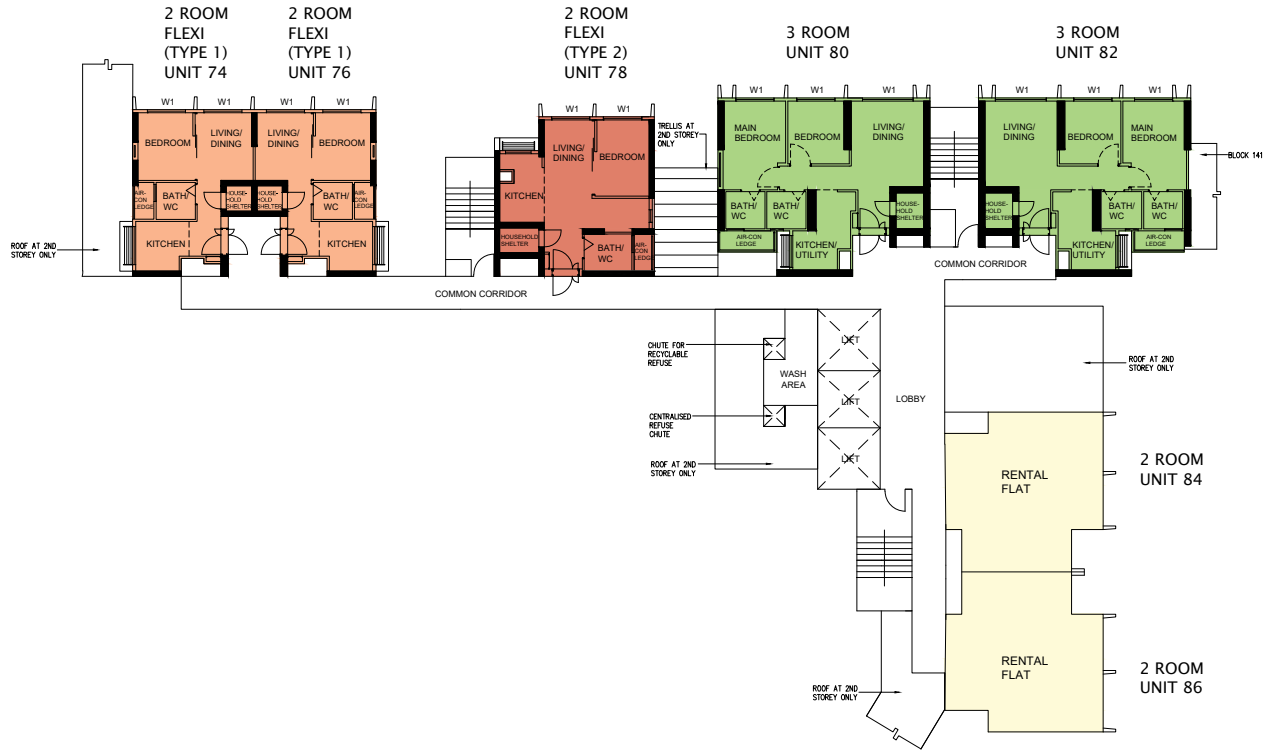 2 ROOM
FLEXI
(TYPE 1)
UNIT 74
2 ROOM
FLEXI
(TYPE 1)
UNIT 76
2 ROOM
FLEXI
(TYPE 2)
UNIT 78
3 ROOM
UNIT 80
3 ROOM
UNIT 82
W1
W1
W1
W1
W1
W1
W1
W1
W1
W1
W1
W1
BEDROOM
LIVING/
DINING
LIVING/
DINING
BEDROOM
AIR-
CON
LEDGE
BATH/
WC
HOUSE-
HOLD
SHELTER
HOUSE-
HOLD
SHELTER
BATH/
WC
AIR-
CON
LEDGE
KITCHEN
KITCHEN
ROOF AT 2ND
STOREY ONLY
LIVING/
DINING
BEDROOM
KITCHEN
HOUSEHOLD
SHELTER
BATH/
WC
AIR-
CON
LEDGE
TRELLIS AT
2ND STOREY
ONLY
MAIN
BEDROOM
BEDROOM
LIVING/
DINING
BATH/
WC
BATH/
WC
HOUSE-
HOLD
SHELTER
AIR-CON
LEDGE
KITCHEN/
UTILITY
LIVING/
DINING
BEDROOM
MAIN
BEDROOM
HOUSE-
HOLD
SHELTER
BATH/
WC
BATH/
WC
KITCHEN/
UTILITY
AIR-CON
LEDGE
BLOCK 141
COMMON CORRIDOR
COMMON CORRIDOR
CHUTE FOR
RECYCLABLE
REFUSE
WASH
AREA
CENTRALISED
REFUSE
CHUTE
ROOF AT 2ND
STOREY ONLY
LIFT
LIFT
LIFT
LOBBY
ROOF AT 2ND
STOREY ONLY
RENTAL
FLAT
2 ROOM
UNIT 84
RENTAL
FLAT
2 ROOM
UNIT 86
ROOF AT 2ND
STOREY ONLY